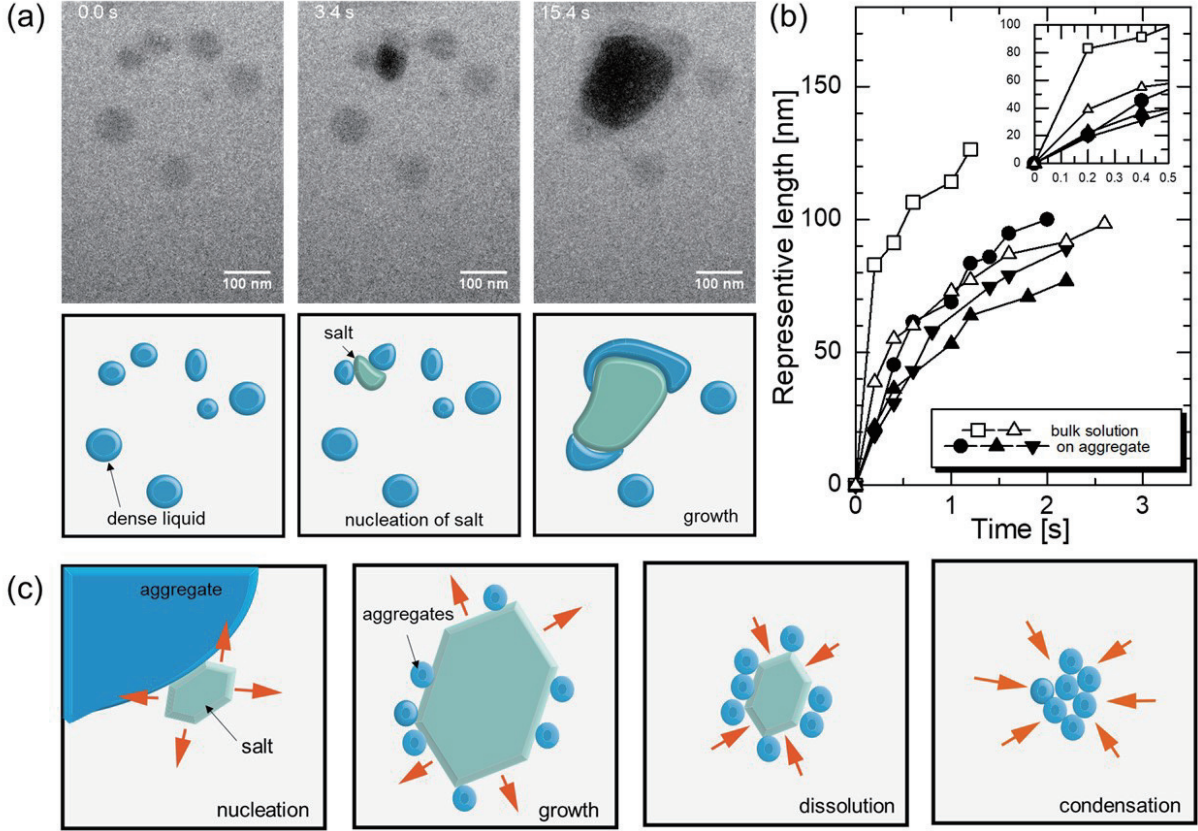 (a)
0.0 s
3.4 s
15.4 s
100 nm
100 nm
100 nm
dense liquid
salt
nucleation of salt
growth
(b)
Representive length [nm]
150
100
50
0
0
1
2
3
Time [s]
100
80
60
40
20
0
0
0.1
0.2
0.3
0.4
0.5
bulk solution
on aggregate
(c)
aggregate
salt
nucleation
aggregates
growth
dissolution
condensation